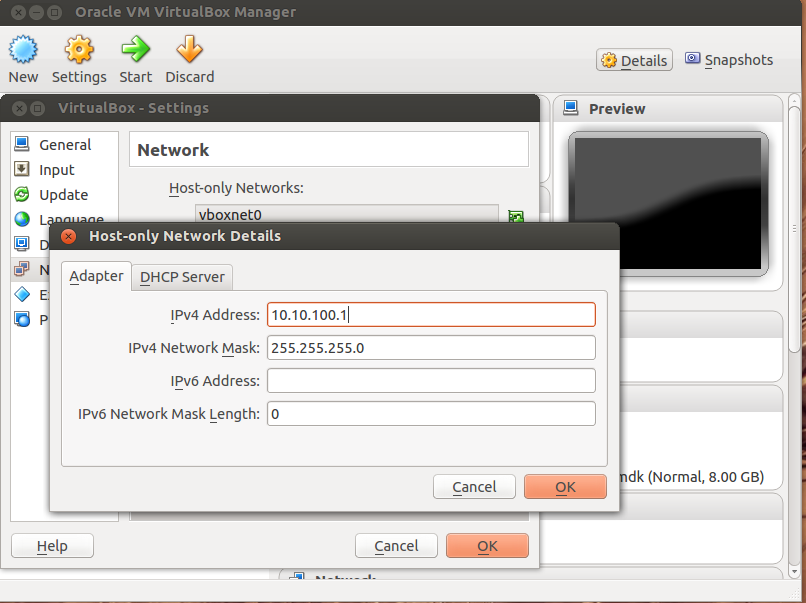 Oracle VM VirtualBox Manager
New Settings Start Discard
Details Snapshots
VirtualBox - Settings
Preview
General
Input
Update
Language
Network
Host-only Networks:
vboxnet0
Host-only Network Details
Adapter DHCP Server
IPv4 Address: 10.10.100.1
IPv4 Network Mask: 255.255.255.0
IPv6 Address:
IPv6 Network Mask Length: 0
Cancel OK
mdk (Normal, 8.00 GB)
Help Cancel OK
Network